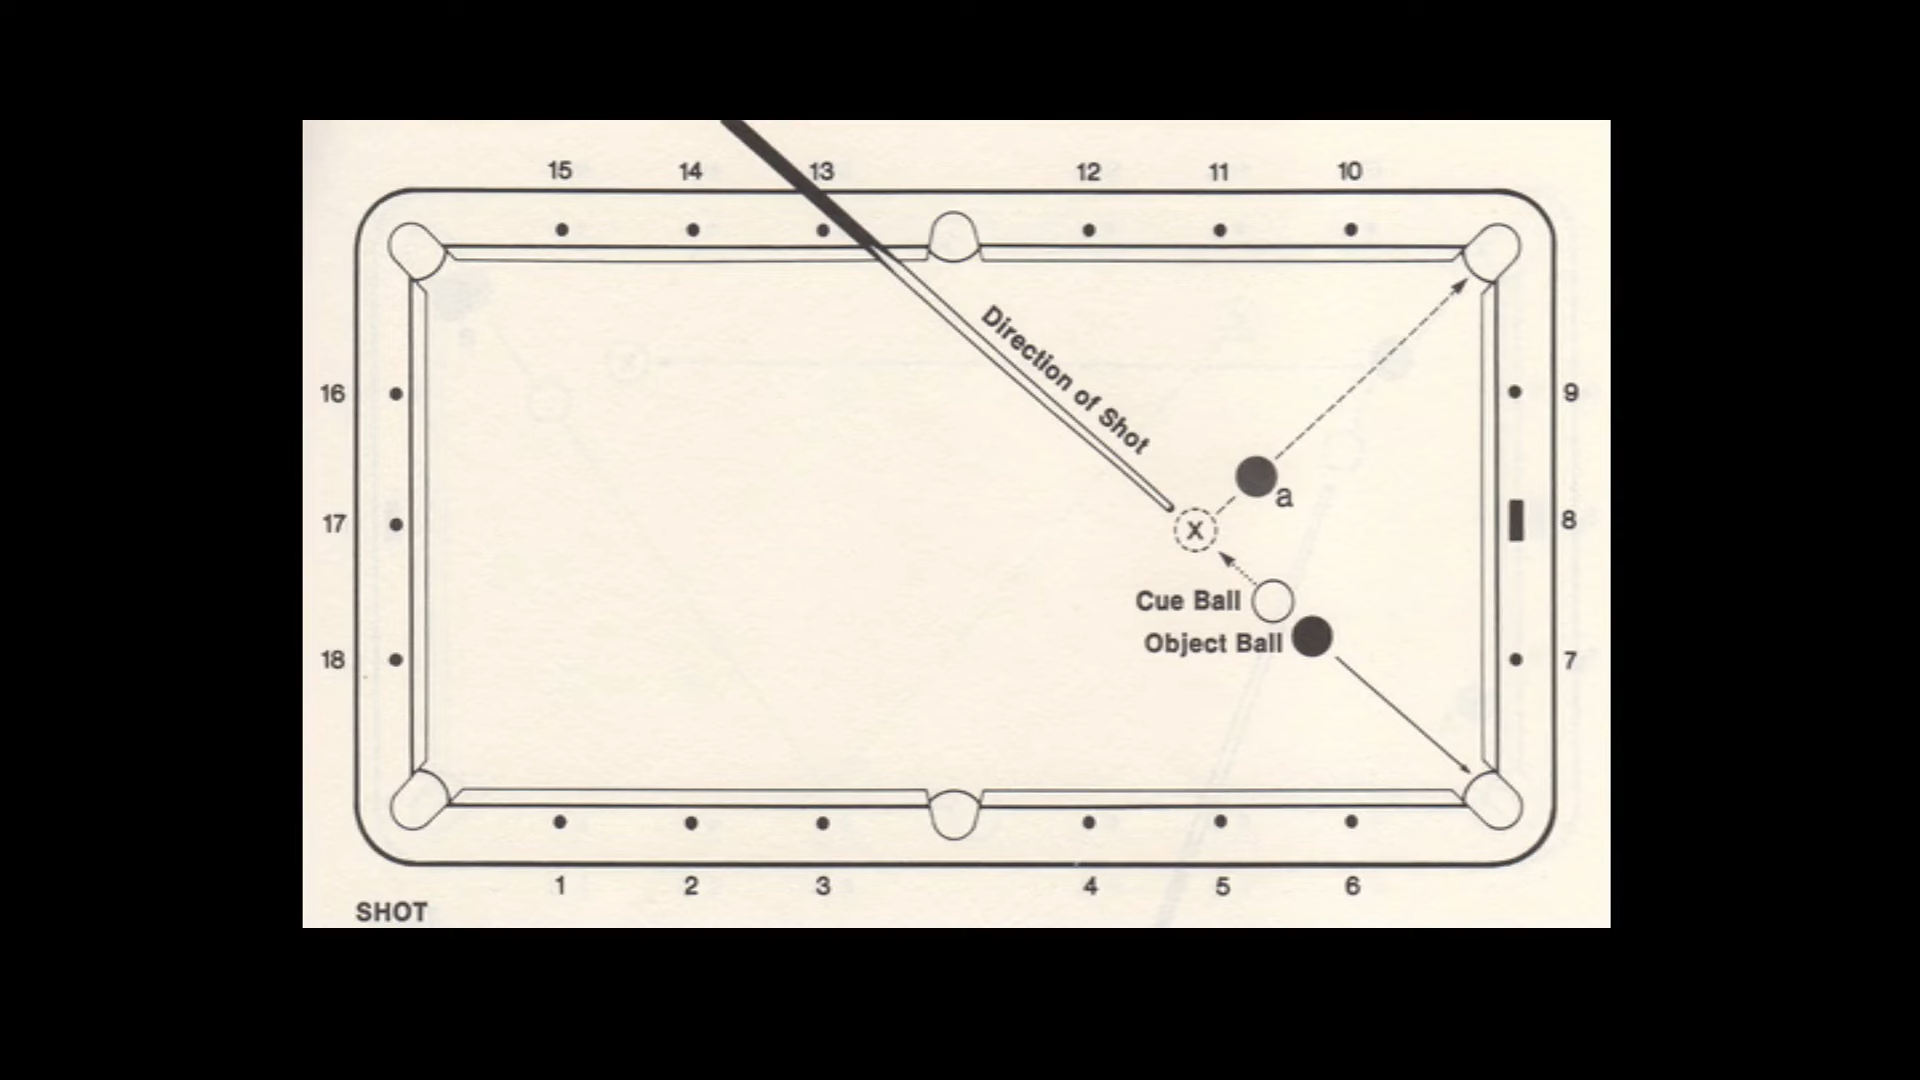 15 14 13 12 11 10
Direction of Shot
16 9
a
17 X 8
Cue Ball
Object Ball
18 7
1 2 3 4 5 6
SHOT